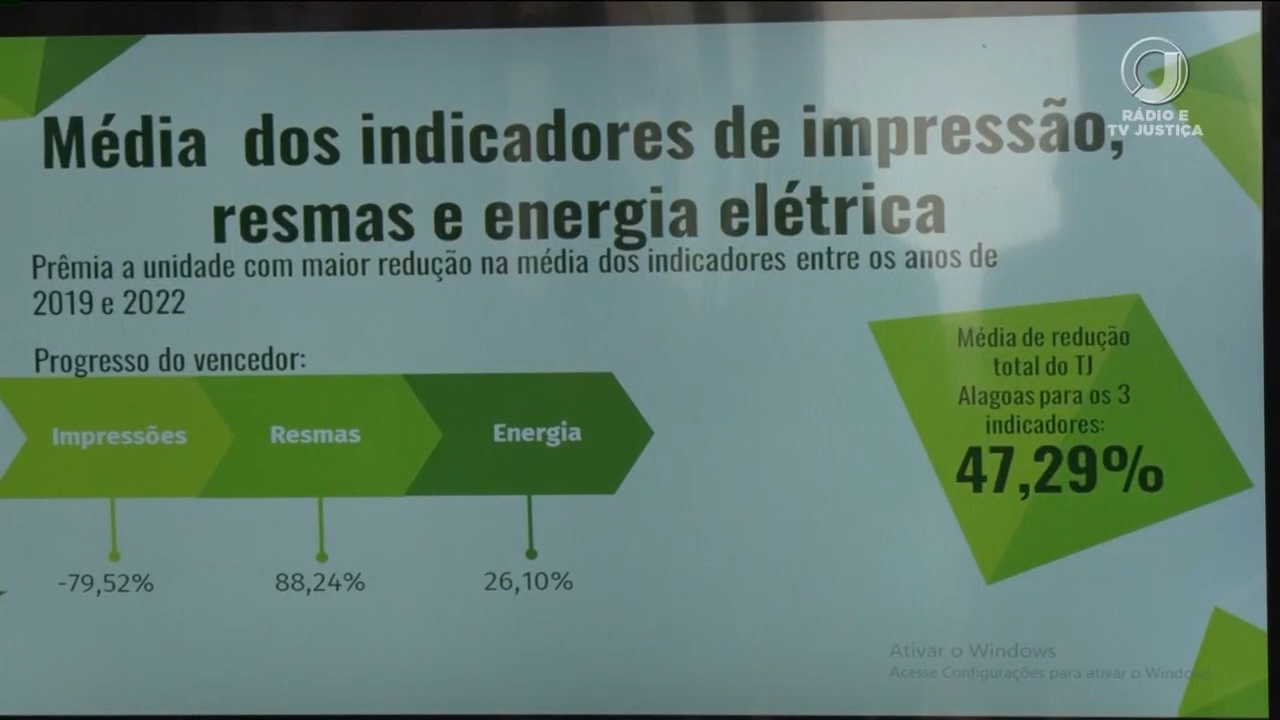 RÁDIO E
TV JUSTIÇA
Média dos indicadores de impressão,
resmas e energia elétrica
Prêmia a unidade com maior redução na média dos indicadores entre os anos de
2019 e 2022
Progresso do vencedor:
Impressões
Resmas
Energia
-79,52%
88,24%
26,10%
Média de redução
total do TJ
Alagoas para os 3
indicadores:
47,29%
Ativar o Windows
Acesse Configurações para ativar o Windows.